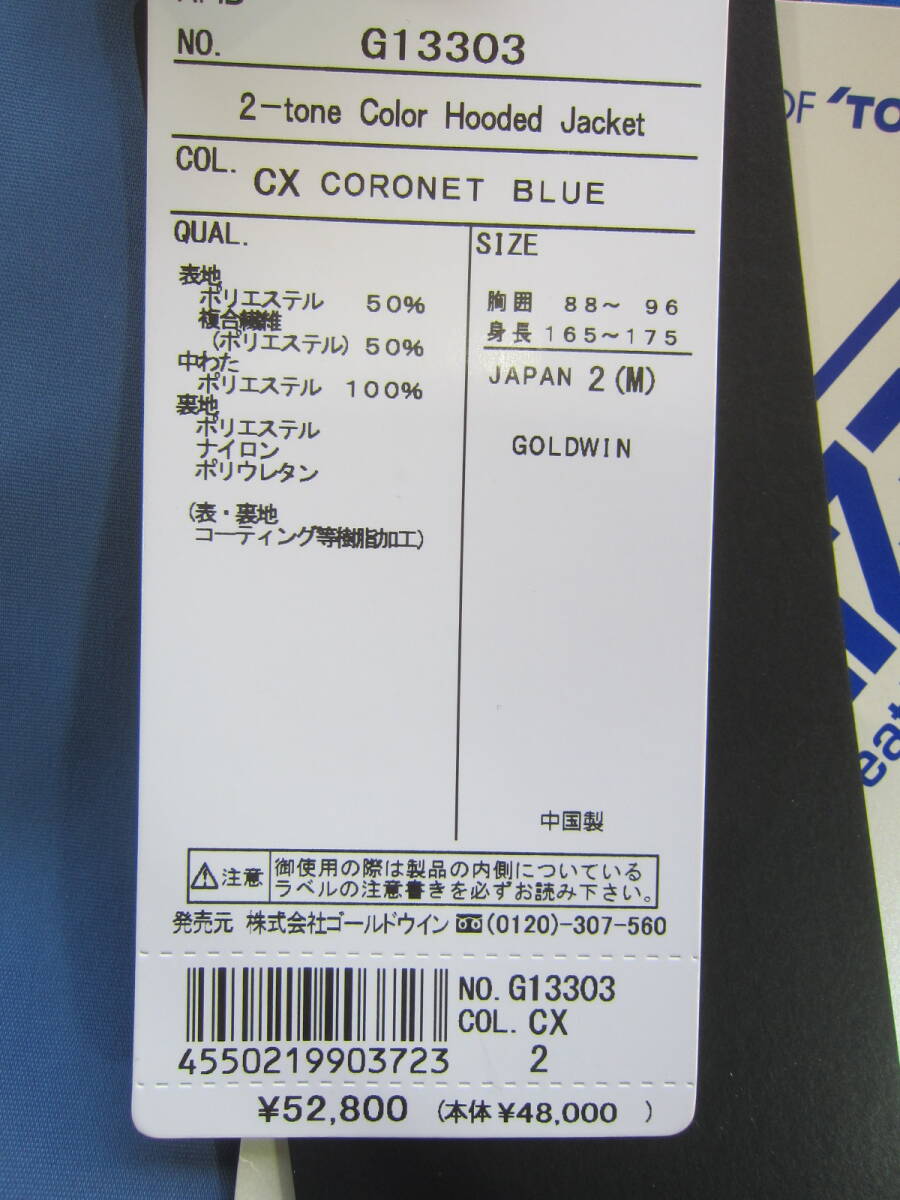 NO. G13303
2-tone Color Hooded Jacket
COL. CX CORONET BLUE
QUAL.
表地
ポリエステル 50%
複合繊維
(ポリエステル) 50%
中わた
ポリエステル 100%
裏地
ポリエステル
ナイロン
ポリウレタン
(表・裏地
コーティング等樹脂加工)
SIZE
胸囲 88～ 96
身長 165～175
JAPAN 2 (M)
GOLDWIN
中国製
注意 御使用の際は製品の内側についている
ラベルの注意書きを必ずお読み下さい。
発売元 株式会社ゴールドウイン (0120)-307-560
NO. G13303
COL. CX
2
4550219903723
¥52,800 (本体 ¥48,000 )
OF "TO
eat